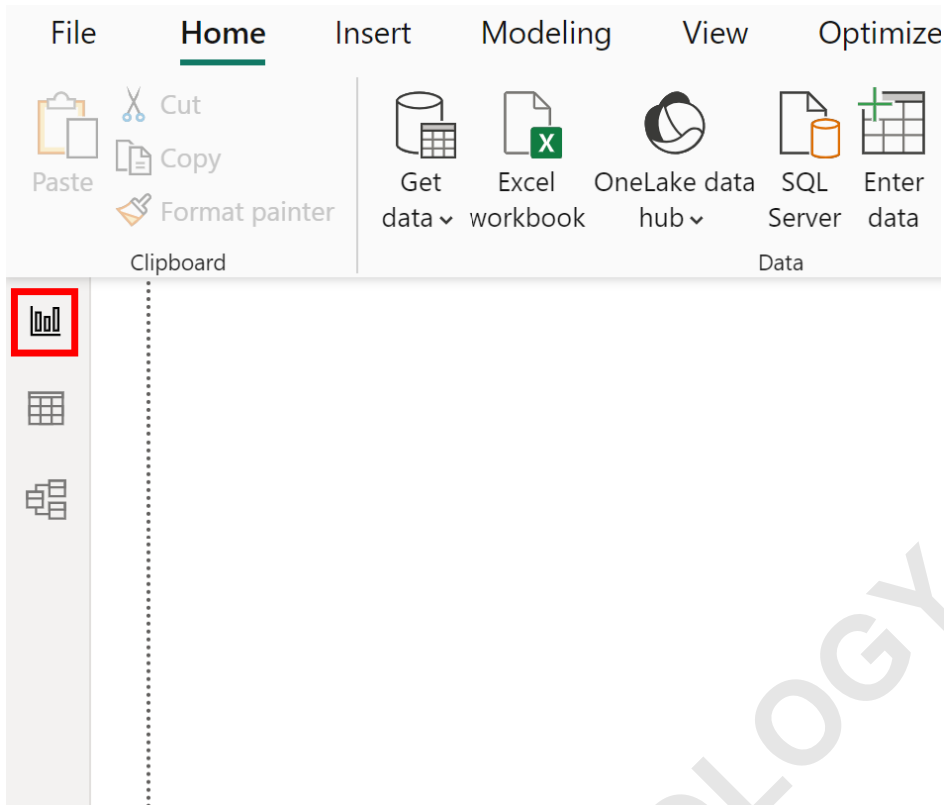 File Home Insert Modeling View Optimize
Cut
Copy
Paste
Format painter
Get data
Excel workbook
OneLake data hub
SQL Server
Enter data
Clipboard
Data
OLOGY